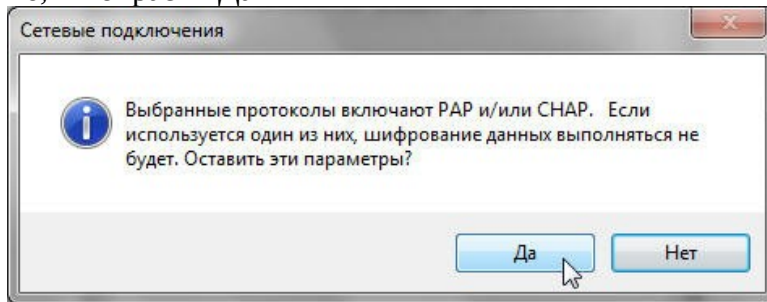 Сетевые подключения
Выбранные протоколы включают PAP и/или CHAP. Если
используется один из них, шифрование данных выполняться не
будет. Оставить эти параметры?
Да
Нет